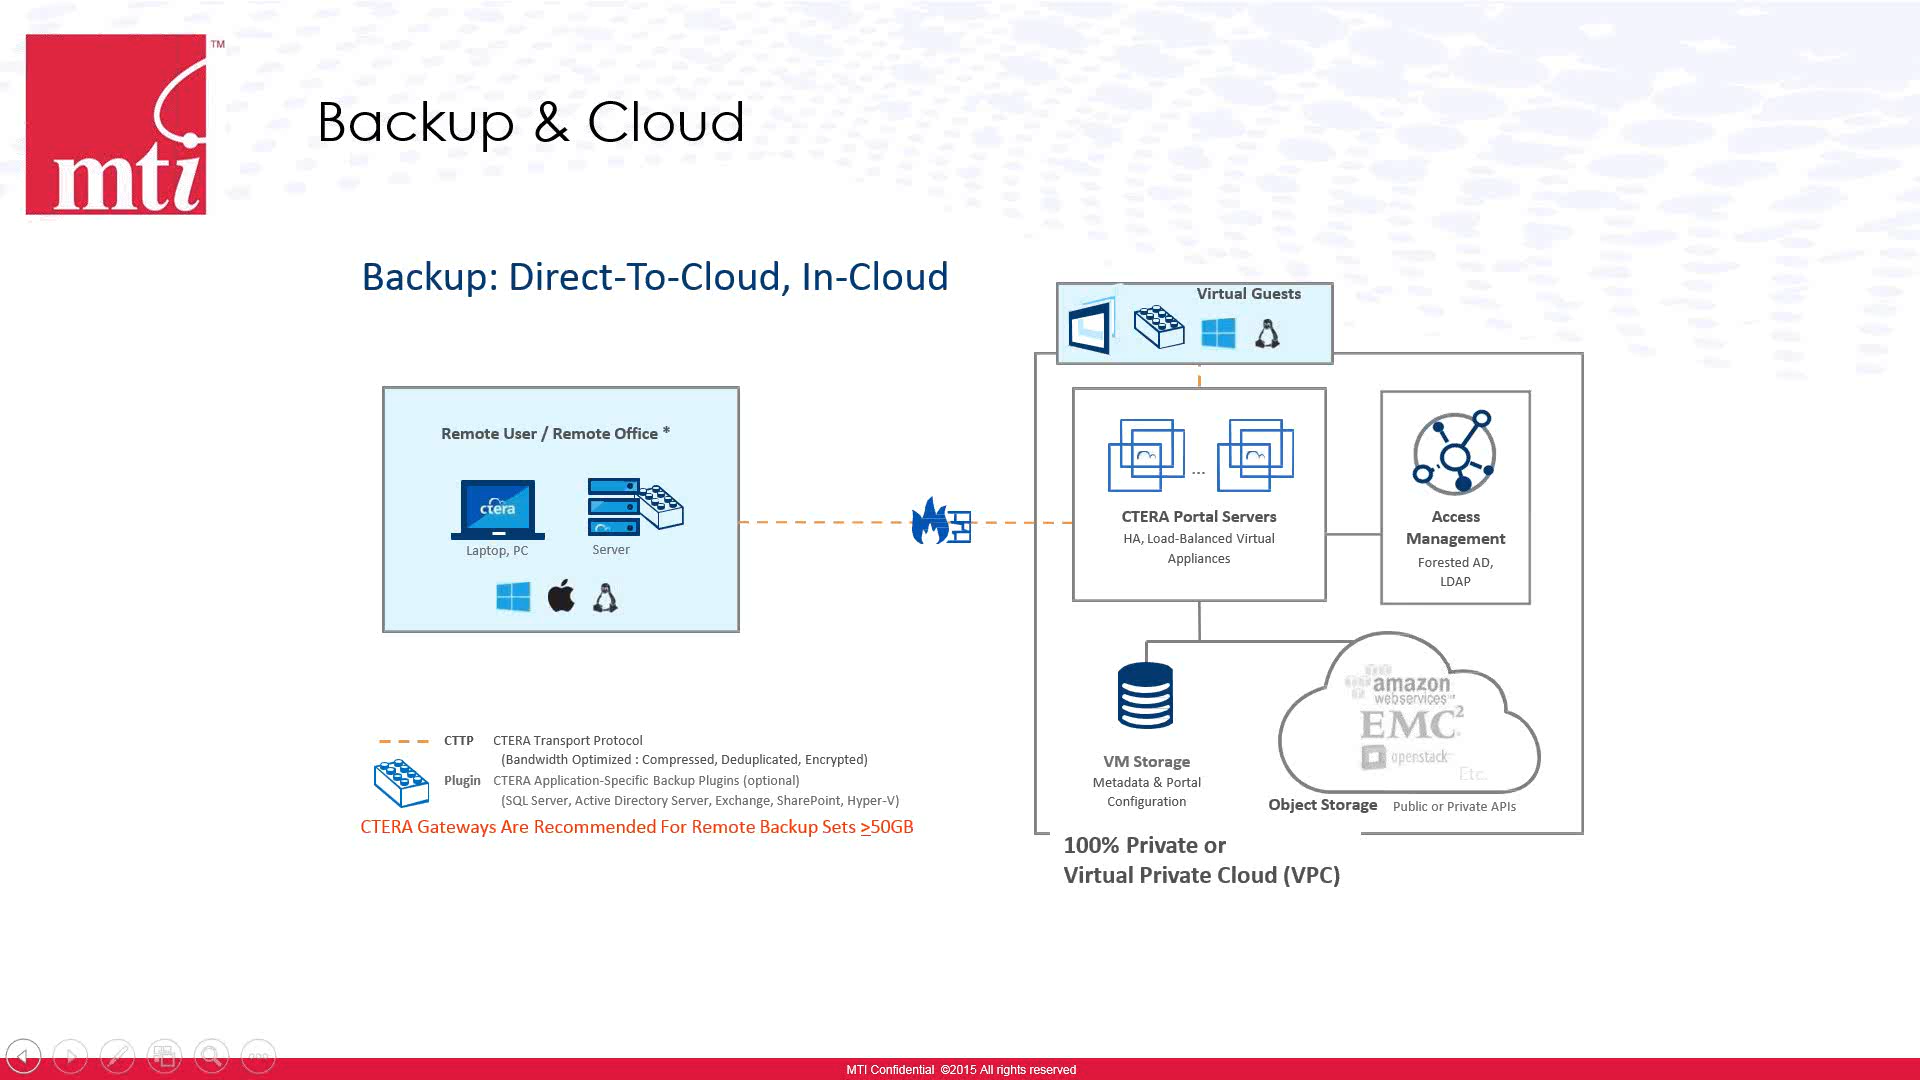 mti
TM
Backup & Cloud
Backup: Direct-To-Cloud, In-Cloud
Virtual Guests
Remote User / Remote Office *
ctera
Laptop, PC
Server
...
CTERA Portal Servers
HA, Load-Balanced Virtual
Appliances
Access
Management
Forested AD,
LDAP
VM Storage
Metadata & Portal
Configuration
amazon
webservices™
EMC²
openstack
Etc.
Object Storage Public or Private APIs
CTTP CTERA Transport Protocol
(Bandwidth Optimized : Compressed, Deduplicated, Encrypted)
Plugin CTERA Application-Specific Backup Plugins (optional)
(SQL Server, Active Directory Server, Exchange, SharePoint, Hyper-V)
CTERA Gateways Are Recommended For Remote Backup Sets ≥50GB
100% Private or
Virtual Private Cloud (VPC)
MTI Confidential ©2015 All rights reserved